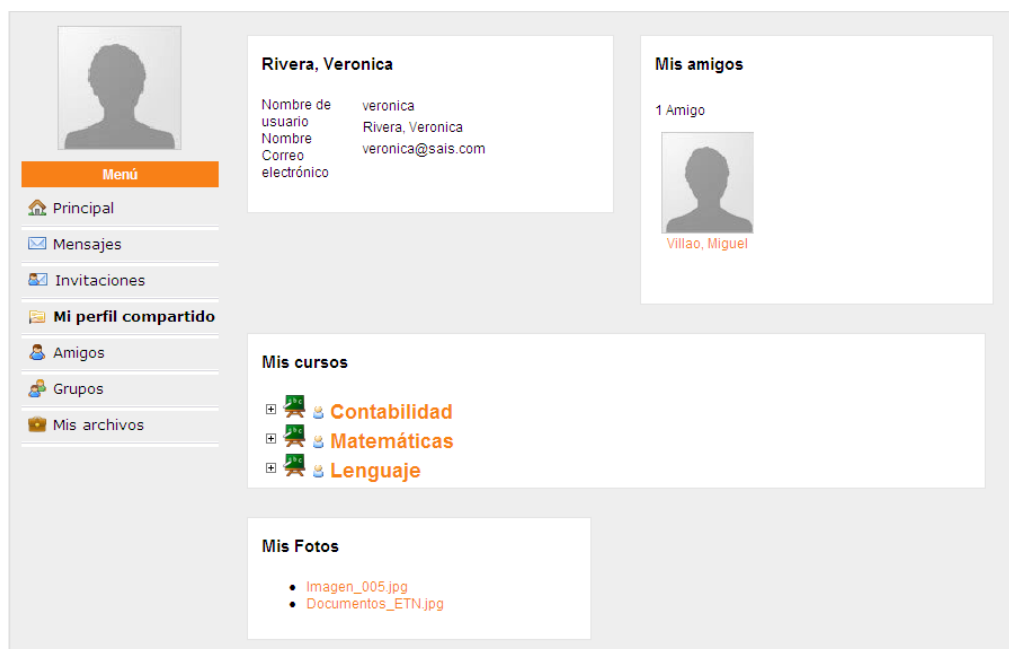 Menú
Principal
Mensajes
Invitaciones
Mi perfil compartido
Amigos
Grupos
Mis archivos
Rivera, Veronica
Nombre de usuario veronica
Nombre Rivera, Veronica
Correo electrónico veronica@sais.com
Mis amigos
1 Amigo
Villao, Miguel
Mis cursos
Contabilidad
Matemáticas
Lenguaje
Mis Fotos
Imagen_005.jpg
Documentos_ETN.jpg